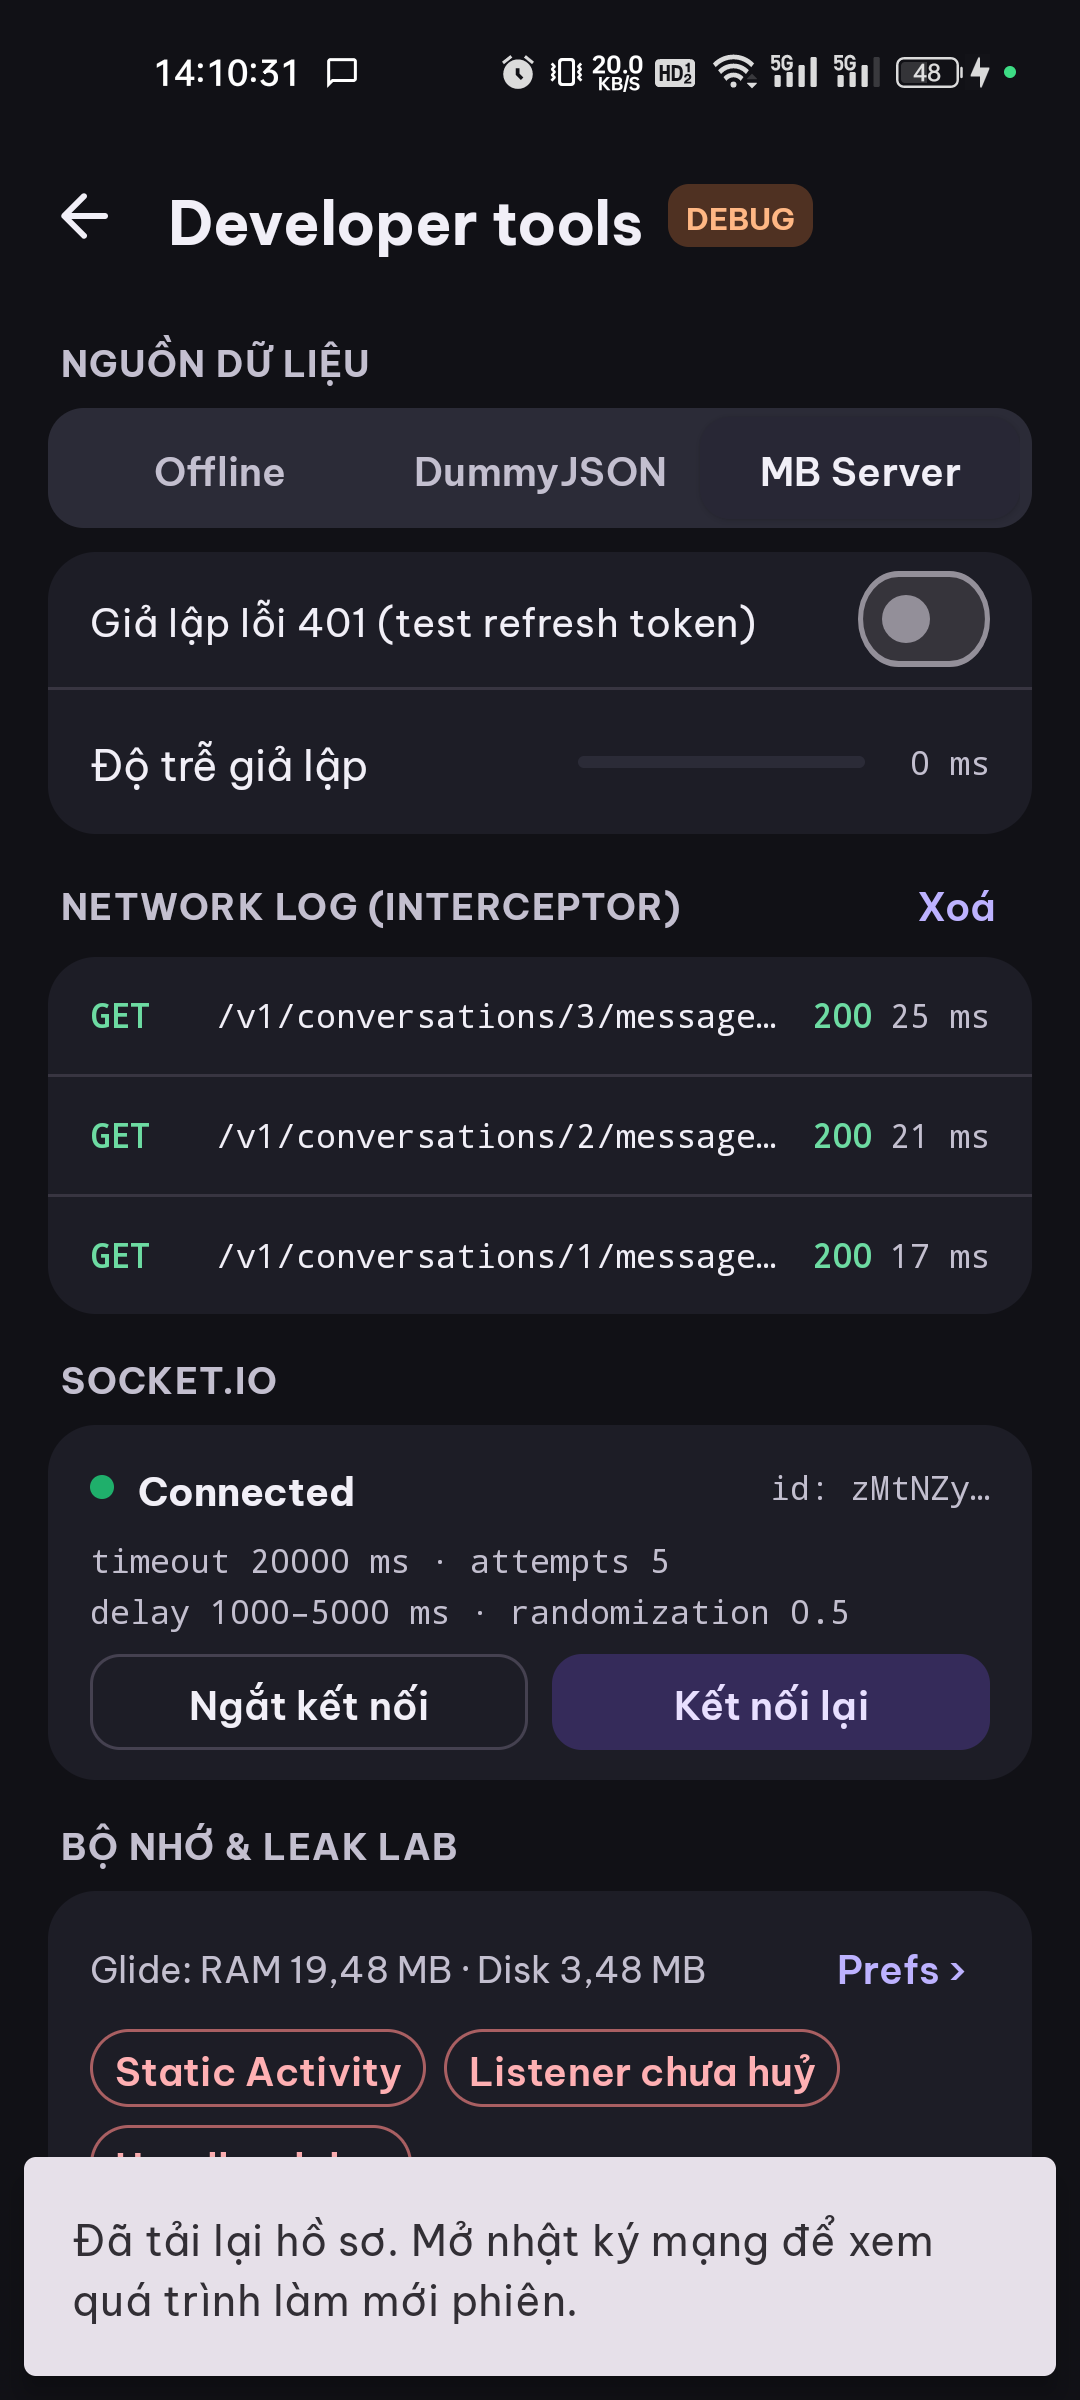 14:10:31
20.0 KB/S HD 1 2 5G 5G 48
Developer tools DEBUG
NGUỒN DỮ LIỆU
Offline DummyJSON MB Server
Giả lập lỗi 401 (test refresh token)
Độ trễ giả lập 0 ms
NETWORK LOG (INTERCEPTOR) Xoá
GET /v1/conversations/3/message… 200 25 ms
GET /v1/conversations/2/message… 200 21 ms
GET /v1/conversations/1/message… 200 17 ms
SOCKET.IO
Connected id: zMtNZy…
timeout 20000 ms · attempts 5
delay 1000–5000 ms · randomization 0.5
Ngắt kết nối Kết nối lại
BỘ NHỚ & LEAK LAB
Glide: RAM 19,48 MB · Disk 3,48 MB Prefs ›
Static Activity Listener chưa huỷ
Đã tải lại hồ sơ. Mở nhật ký mạng để xem
quá trình làm mới phiên.